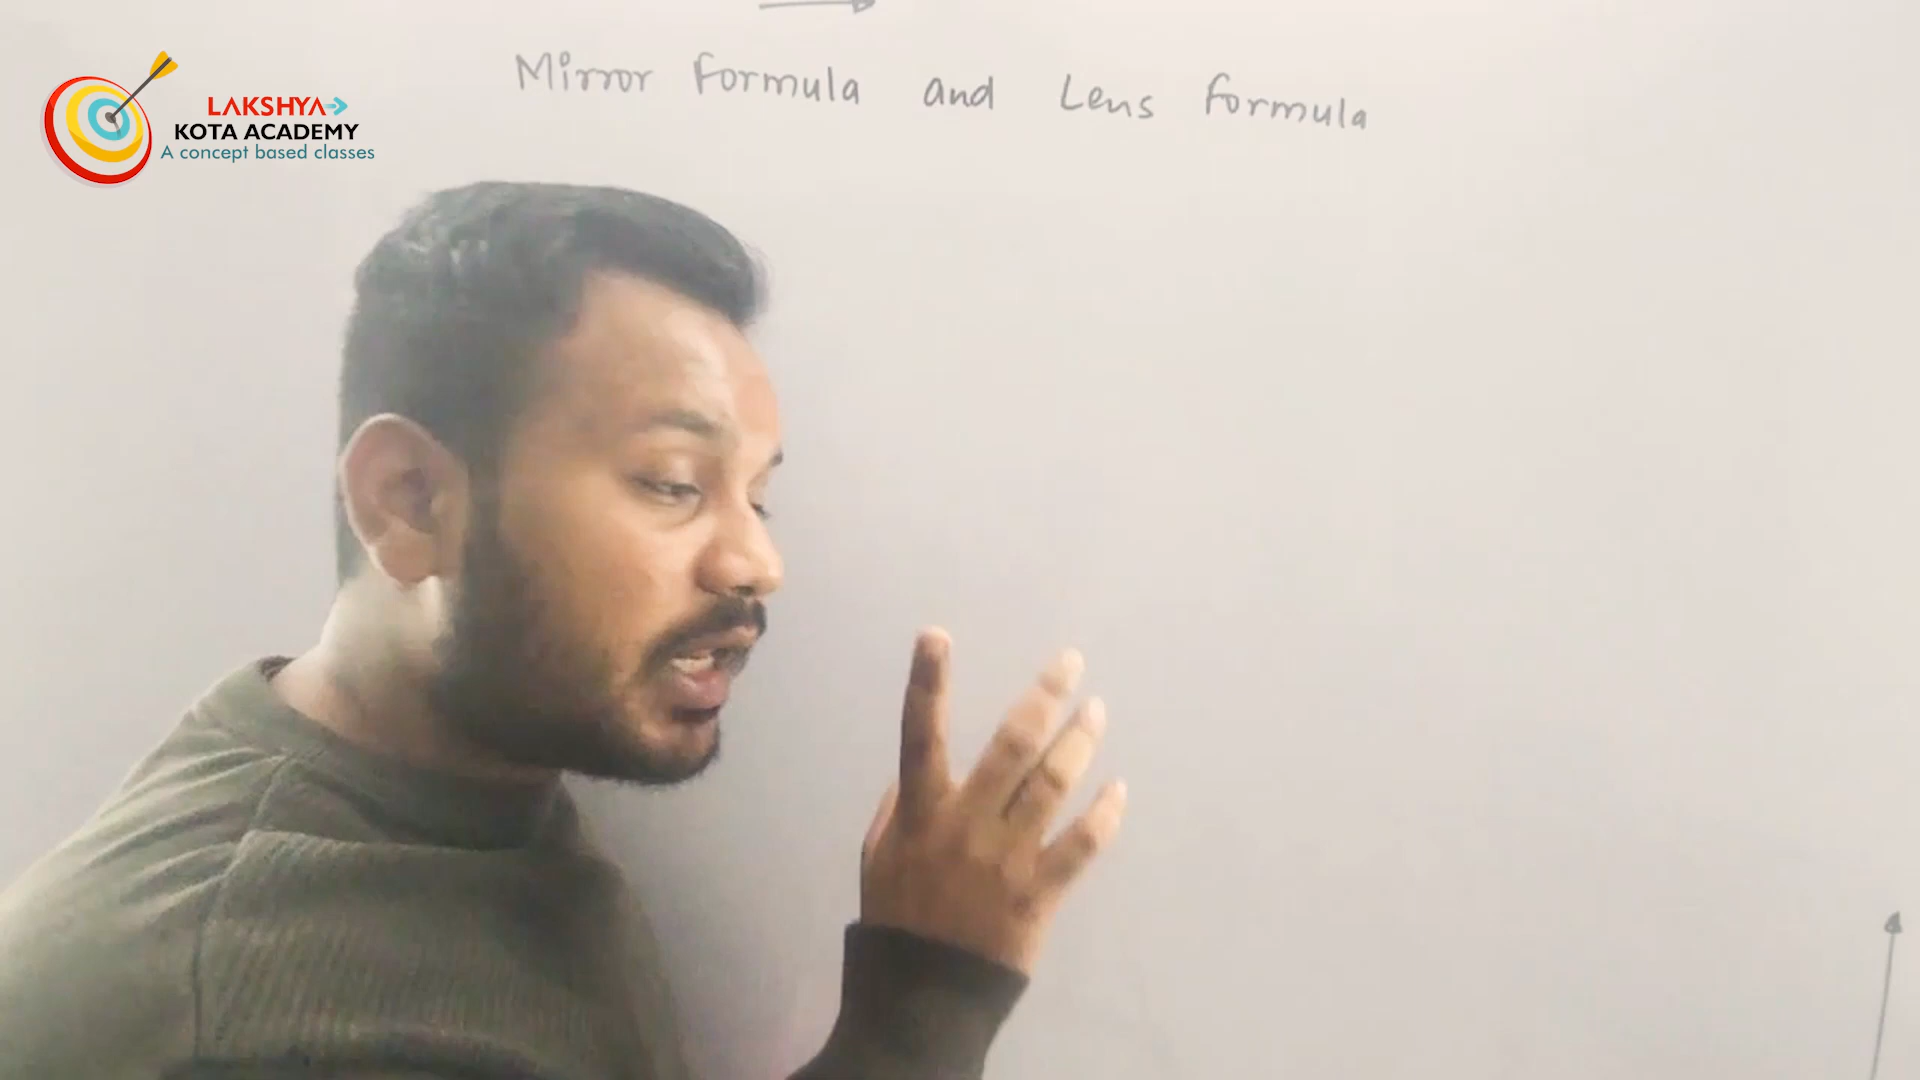 Mirror Formula and Lens Formula
LAKSHYA
KOTA ACADEMY
A concept based classes